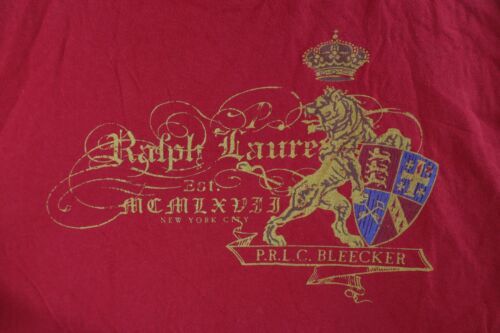 Ralph Laure
Est.
MCMLXVII
NEW YORK CITY
P.R.L.C. BLEECKER